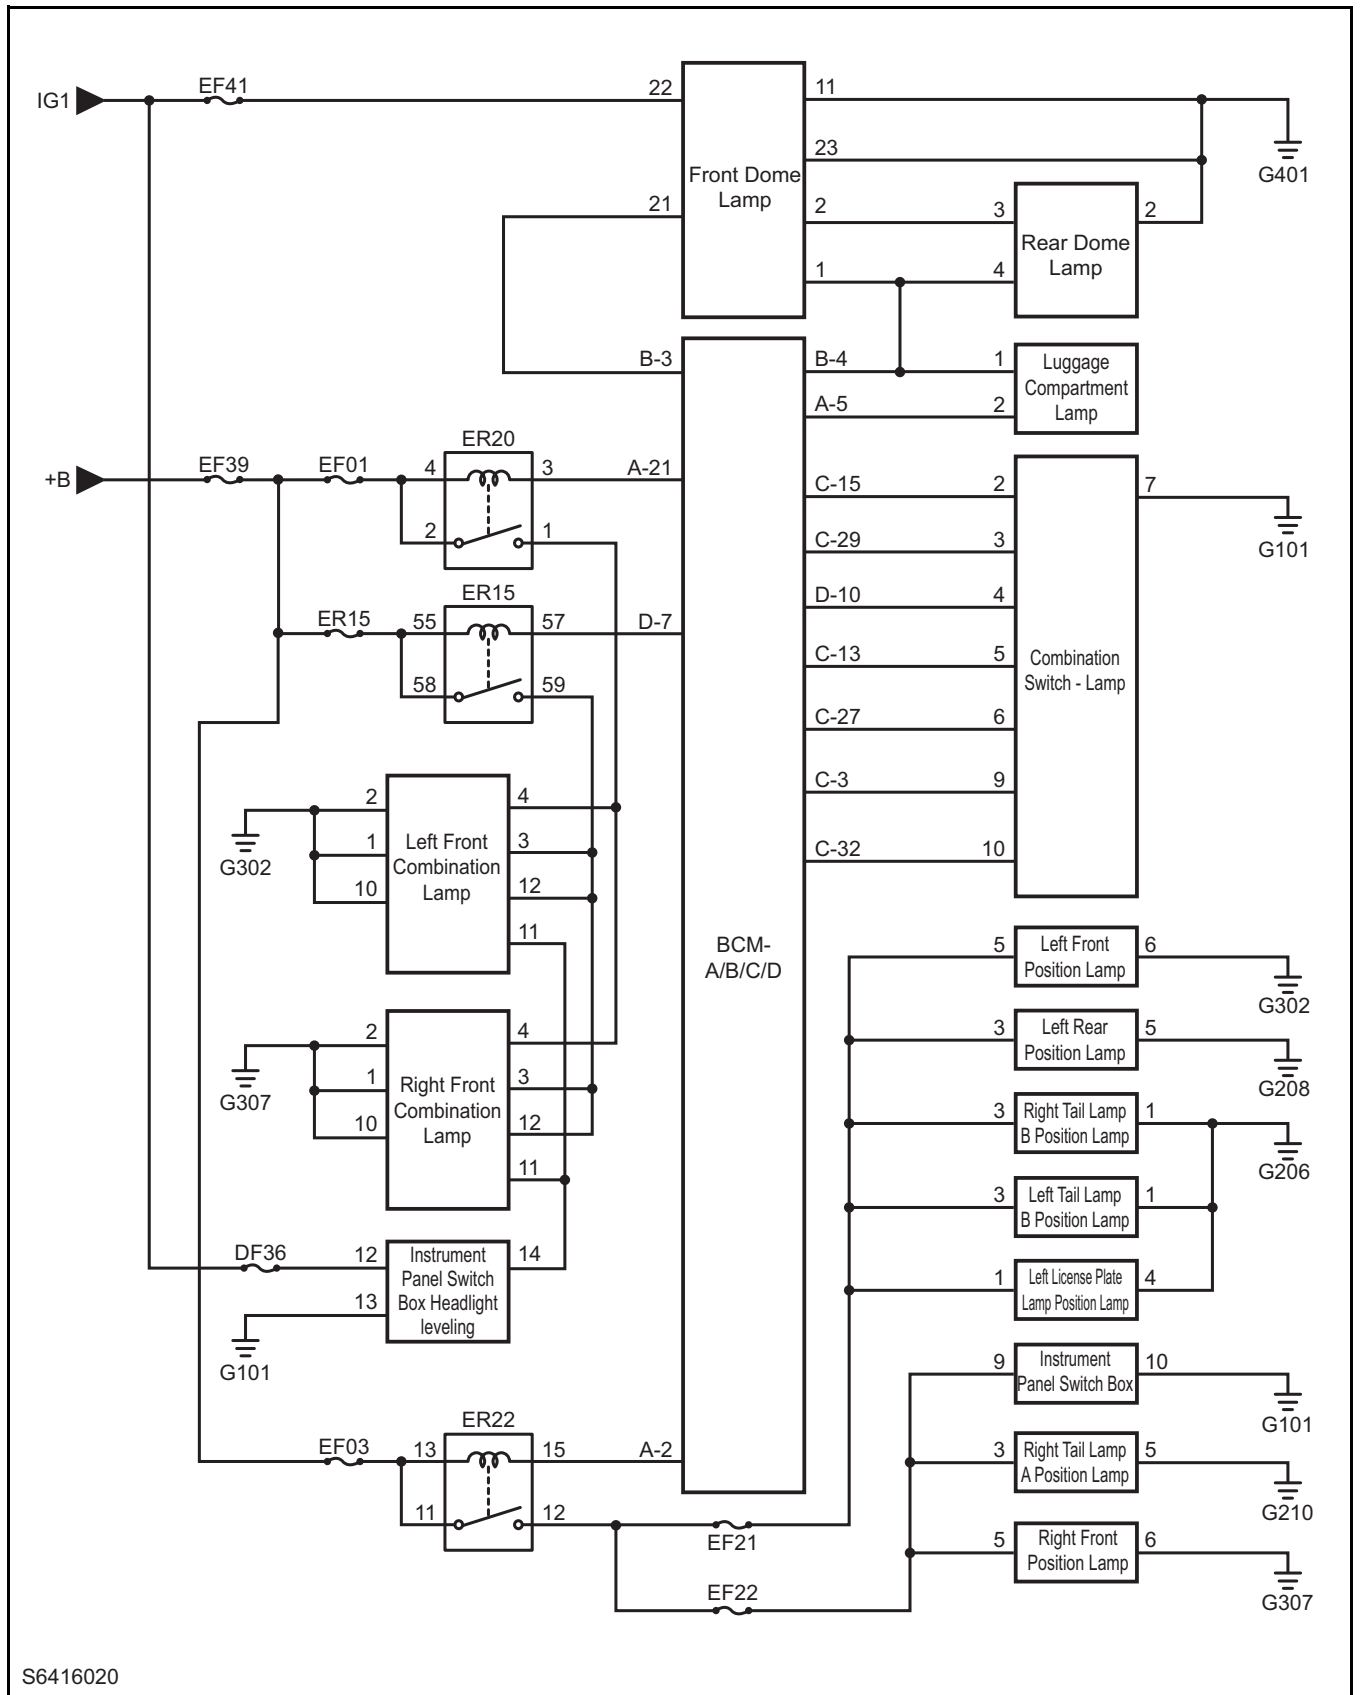 EF41
IG1
22
11
23
G401
Front Dome
Lamp
21
2
3
2
Rear Dome
Lamp
1
4
B-3
B-4
1
Luggage
Compartment
Lamp
A-5
2
ER20
+B
EF39
EF01
4
3
A-21
2
1
C-15
2
7
C-29
3
G101
ER15
ER15
55
57
D-7
D-10
4
58
59
C-13
5
Combination
Switch - Lamp
C-27
6
C-3
9
C-32
10
2
4
1
Left Front
Combination
Lamp
3
G302
10
12
11
BCM-
A/B/C/D
5
Left Front
Position Lamp
6
G302
2
4
3
Left Rear
Position Lamp
5
G208
1
Right Front
Combination
Lamp
3
G307
10
12
11
3
Right Tail Lamp
B Position Lamp
1
G206
3
Left Tail Lamp
B Position Lamp
1
DF36
12
Instrument
Panel Switch
Box Headlight
leveling
14
13
G101
1
Left License Plate
Lamp Position Lamp
4
9
Instrument
Panel Switch Box
10
G101
ER22
EF03
13
15
A-2
11
12
3
Right Tail Lamp
A Position Lamp
5
G210
EF21
5
Right Front
Position Lamp
6
G307
EF22
S6416020